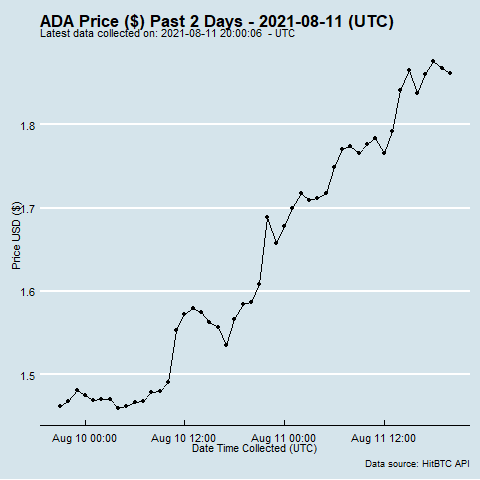 ADA Price ($) Past 2 Days - 2021-08-11 (UTC)
Latest data collected on: 2021-08-11 20:00:06  - UTC
1.8
1.7
1.6
1.5
Price USD ($)
Aug 10 00:00 Aug 10 12:00 Aug 11 00:00 Aug 11 12:00
Date Time Collected (UTC)
Data source: HitBTC API